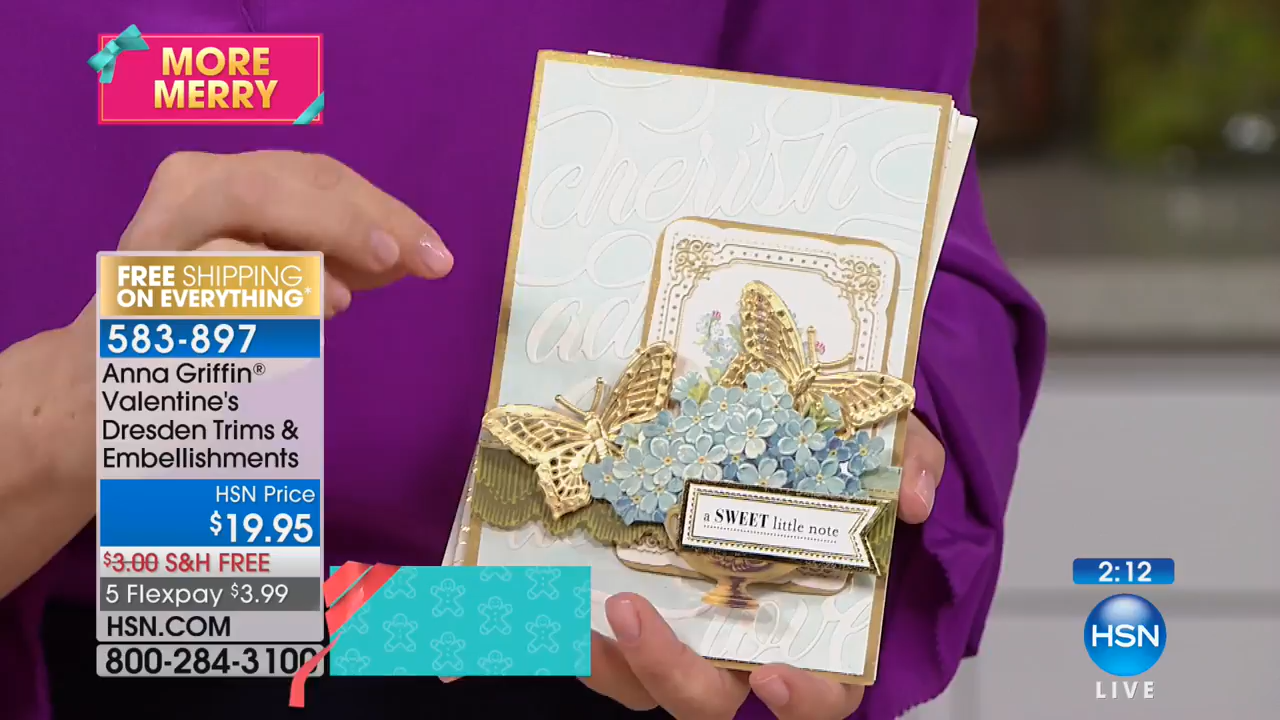 MORE
MERRY
FREE SHIPPING
ON EVERYTHING*
583-897
Anna Griffin®
Valentine's
Dresden Trims &
Embellishments
HSN Price
$19.95
$3.00 S&H FREE
5 Flexpay $3.99
HSN.COM
800-284-3100
cherish
a SWEET little note
love
2:12
HSN
LIVE